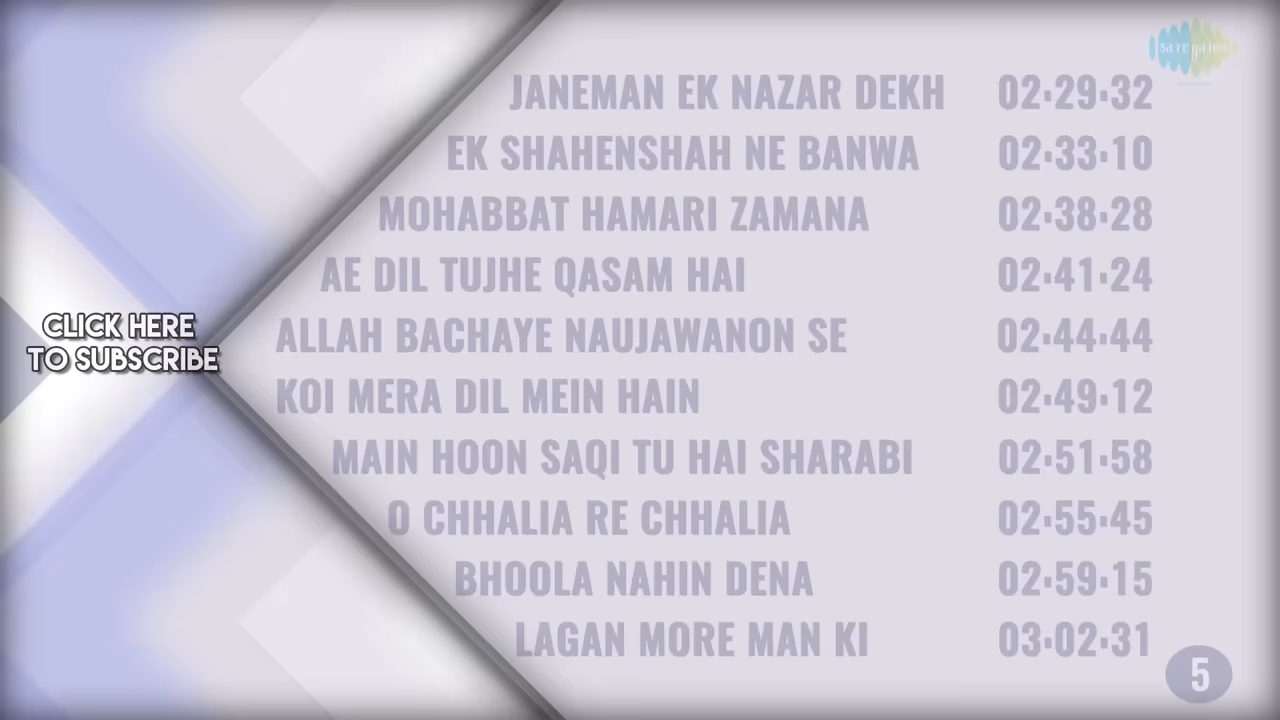 sa re ga ma
JANEMAN EK NAZAR DEKH 02:29:32
EK SHAHENSHAH NE BANWA 02:33:10
MOHABBAT HAMARI ZAMANA 02:38:28
AE DIL TUJHE QASAM HAI 02:41:24
CLICK HERE
TO SUBSCRIBE
ALLAH BACHAYE NAUJAWANON SE 02:44:44
KOI MERA DIL MEIN HAIN 02:49:12
MAIN HOON SAQI TU HAI SHARABI 02:51:58
O CHHALIA RE CHHALIA 02:55:45
BHOOLA NAHIN DENA 02:59:15
LAGAN MORE MAN KI 03:02:31
5